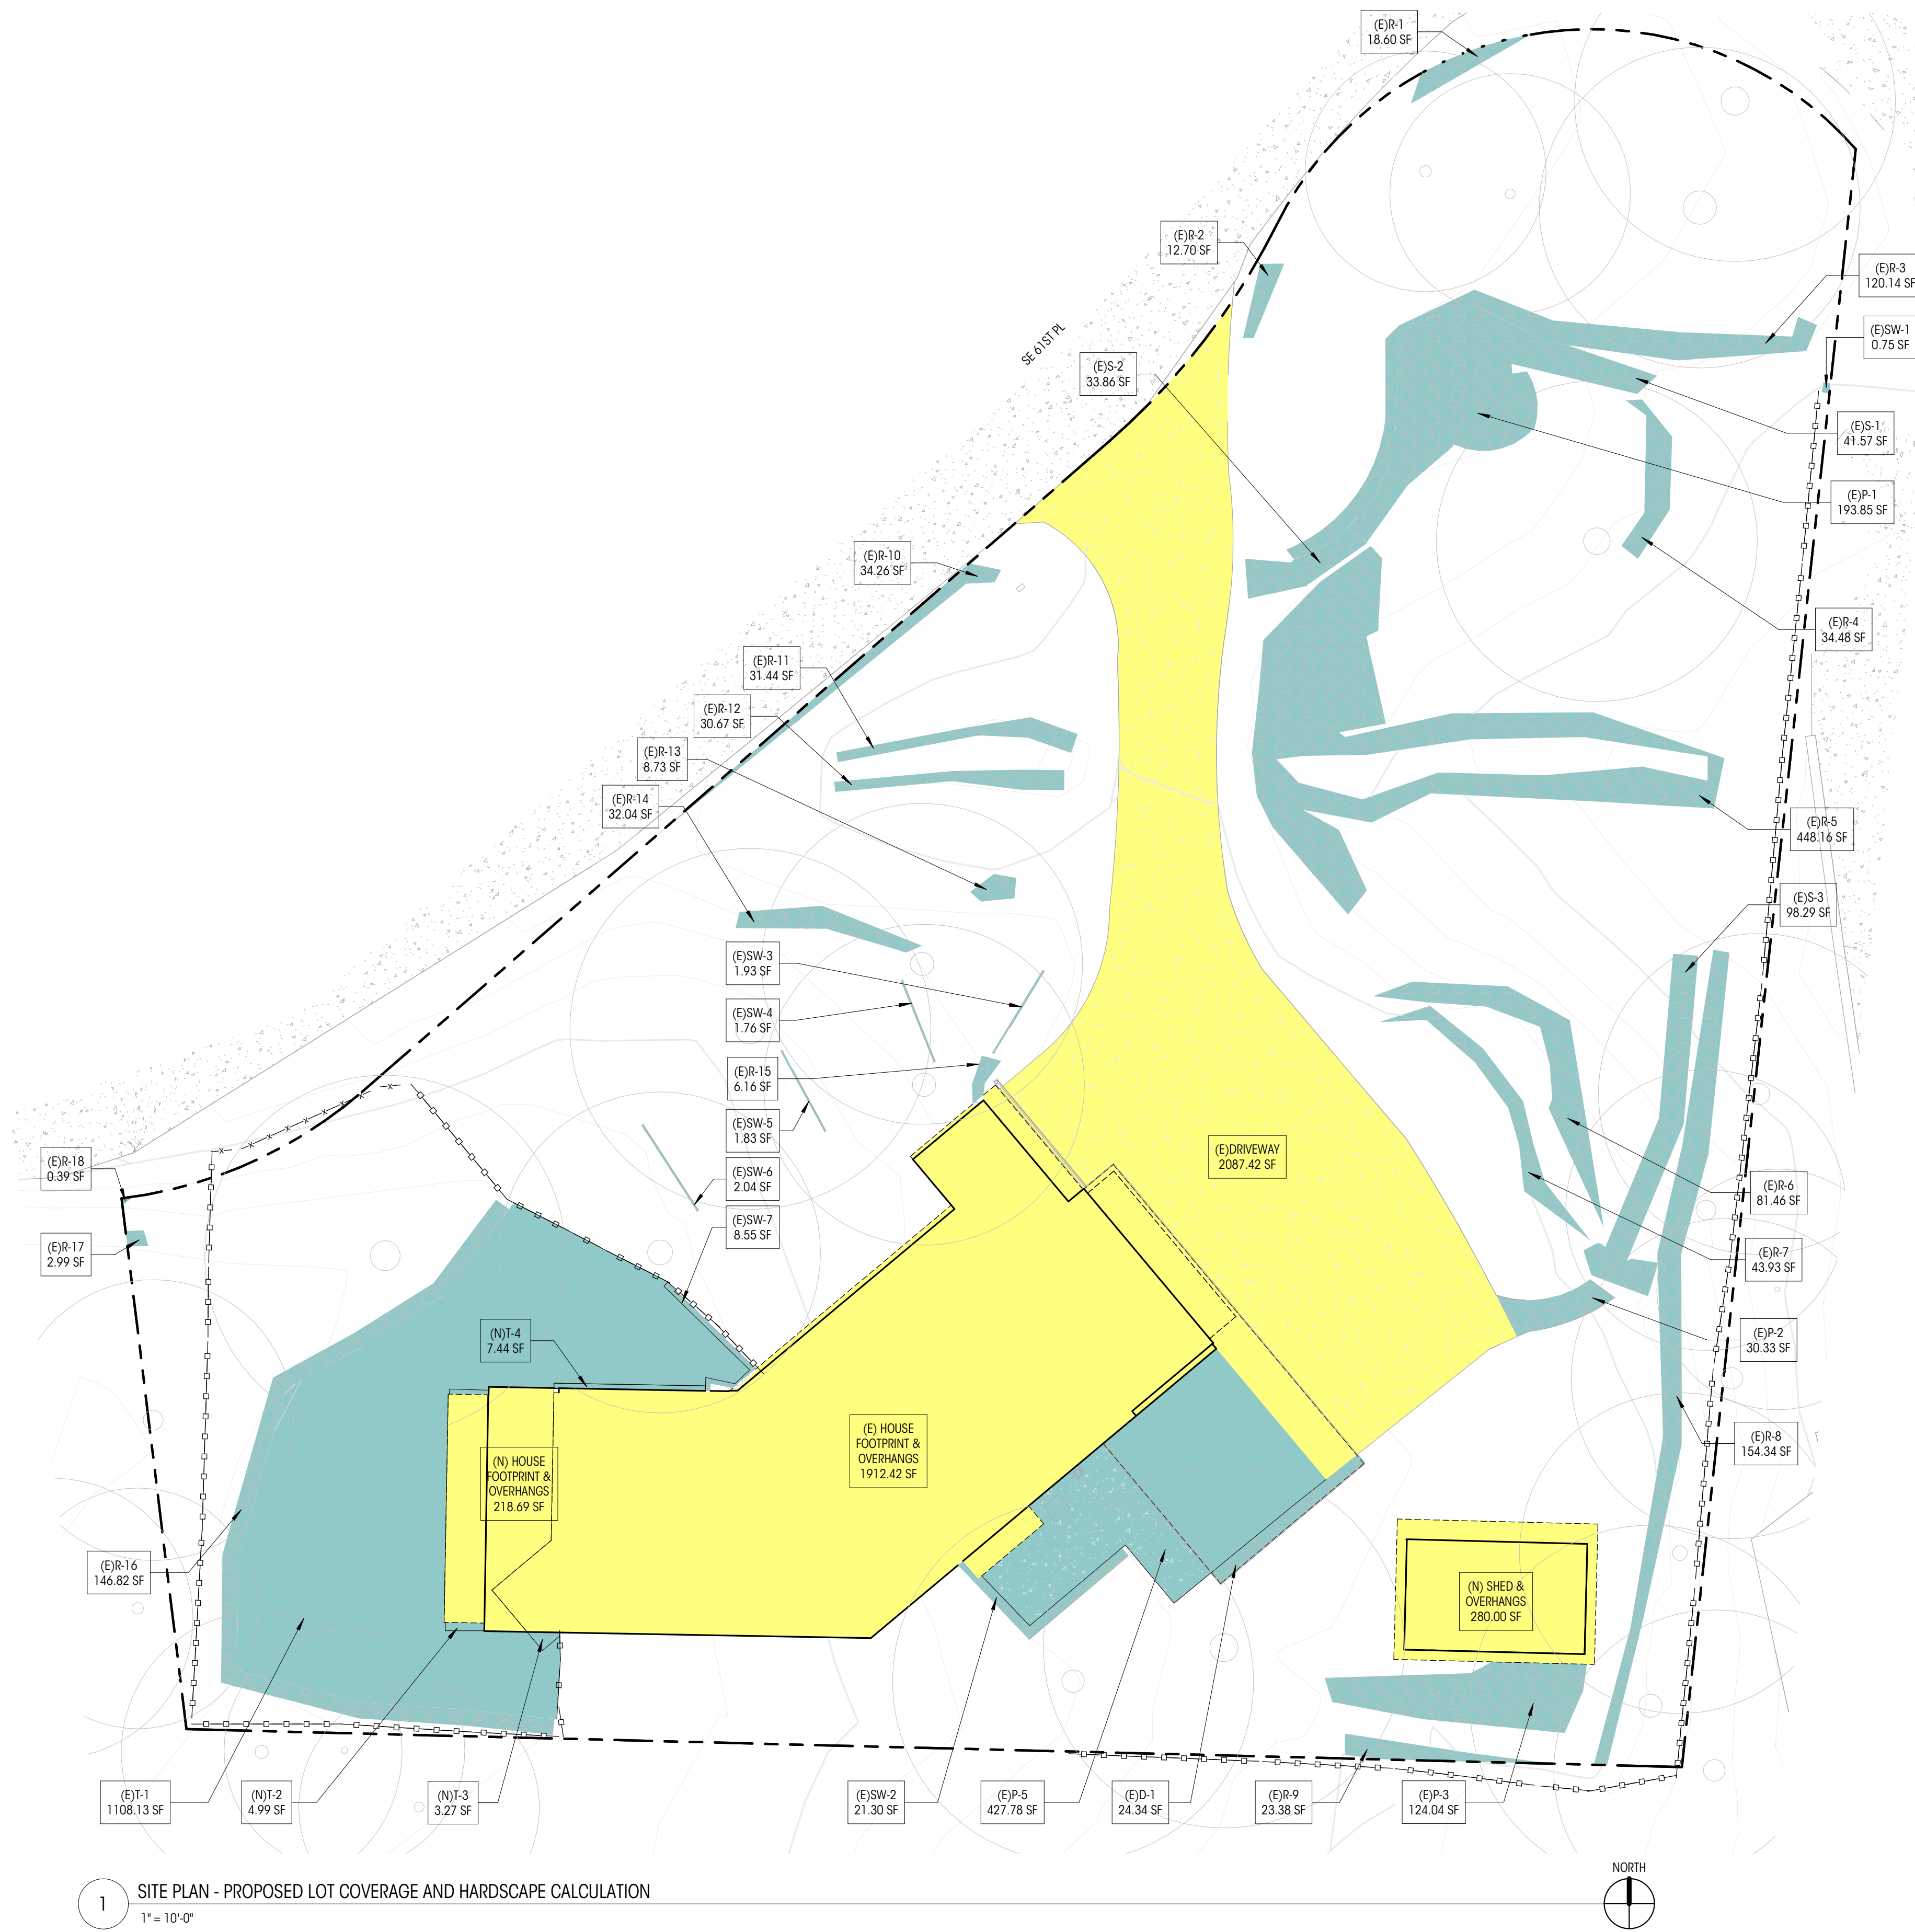 (E)R-1
18.60 SF
(E)R-2
12.70 SF
(E)R-3
120.14 SF
(E)SW-1
0.75 SF
SE 61ST PL
(E)S-2
33.86 SF
(E)S-1
41.57 SF
(E)P-1
193.85 SF
(E)R-10
34.26 SF
(E)R-4
34.48 SF
(E)R-11
31.44 SF
(E)R-12
30.67 SF
(E)R-13
8.73 SF
(E)R-14
32.04 SF
(E)R-5
448.16 SF
(E)S-3
98.29 SF
(E)SW-3
1.93 SF
(E)SW-4
1.76 SF
(E)R-15
6.16 SF
(E)SW-5
1.83 SF
(E)DRIVEWAY
2087.42 SF
(E)R-18
0.39 SF
(E)SW-6
2.04 SF
(E)R-6
81.46 SF
(E)SW-7
8.55 SF
(E)R-17
2.99 SF
(E)R-7
43.93 SF
(N)T-4
7.44 SF
(E)P-2
30.33 SF
(E) HOUSE
FOOTPRINT &
OVERHANGS
1912.42 SF
(N) HOUSE
FOOTPRINT &
OVERHANGS
218.69 SF
(E)R-8
154.34 SF
(E)R-16
146.82 SF
(N) SHED &
OVERHANGS
280.00 SF
(E)T-1
1108.13 SF
(N)T-2
4.99 SF
(N)T-3
3.27 SF
(E)SW-2
21.30 SF
(E)P-5
427.78 SF
(E)D-1
24.34 SF
(E)R-9
23.38 SF
(E)P-3
124.04 SF
NORTH
1
SITE PLAN - PROPOSED LOT COVERAGE AND HARDSCAPE CALCULATION
1" = 10'-0"